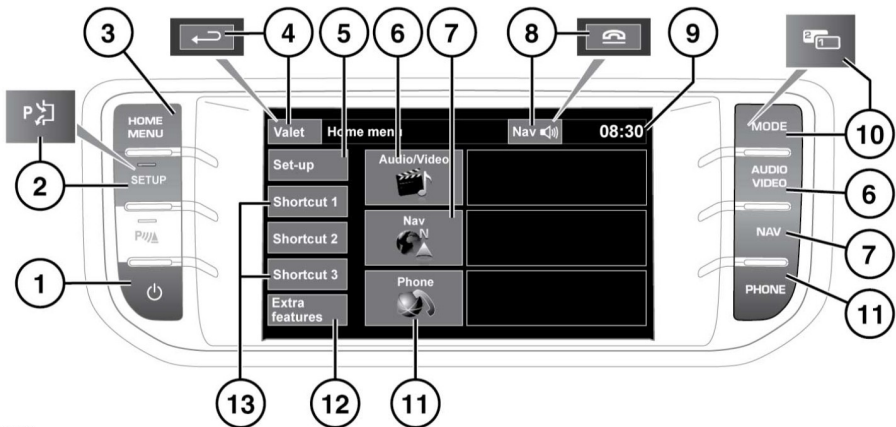 3
4
5
6
7
8
9
2
1
HOME
MENU
Valet
Home menu
Nav
08:30
MODE
10
P
2
SETUP
Set-up
Audio/Video
AUDIO
VIDEO
6
Shortcut 1
P
Shortcut 2
Nav
N
NAV
7
1
Shortcut 3
Phone
PHONE
11
Extra
features
13
12
11